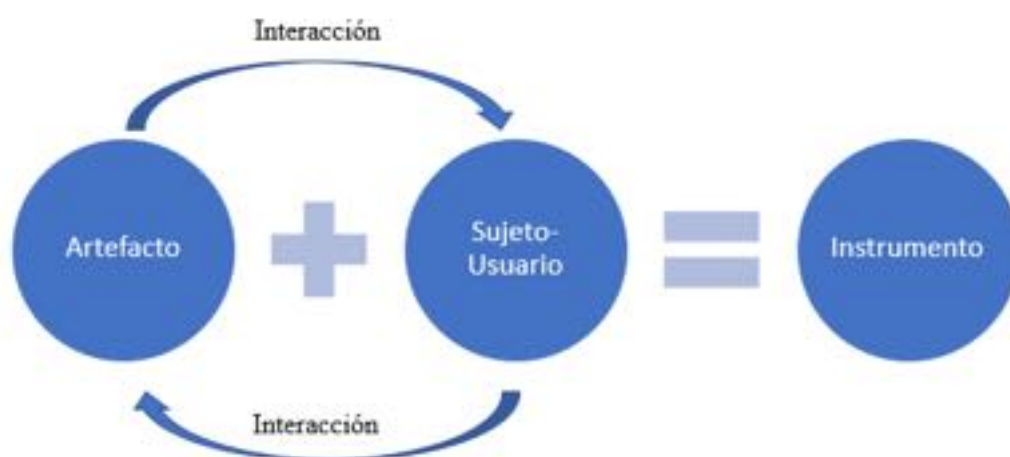 Interacción
Artefacto
Sujeto-
Usuario
Instrumento
Interacción